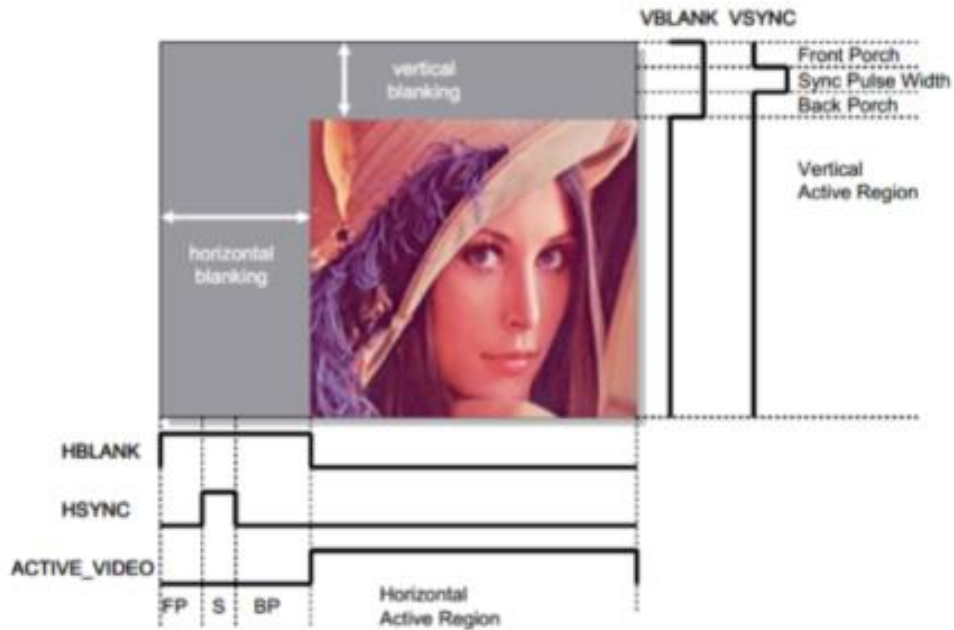 VBLANK VSYNC
Front Porch
Sync Pulse Width
Back Porch
vertical
blanking
Vertical
Active Region
horizontal
blanking
HBLANK
HSYNC
ACTIVE_VIDEO
FP S BP
Horizontal
Active Region